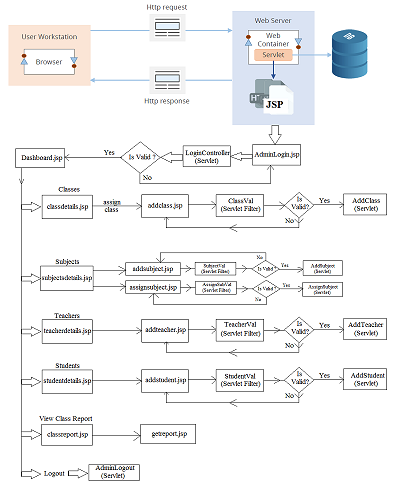 Http request
Web Server
User Workstation
Browser
Web
Container
Servlet
Http response
JSP
Dashboard.jsp
Yes
Is Valid ?
No
LoginController
(Servlet)
AdminLogin.jsp
Classes
classdetails.jsp
assign
class
addclass.jsp
ClassVal
(Servlet Filter)
Is
Valid?
Yes
No
AddClass
(Servlet)
Subjects
subjectsdetails.jsp
addsubject.jsp
SubjectVal
(Servlet Filter)
No
Is Valid ?
Yes
AddSubject
(Servlet)
assignsubject.jsp
AssignSubVal
(Servlet Filter)
Is Valid ?
Yes
No
AssignSubject
(Servlet)
Teachers
teacherdetails.jsp
addteacher.jsp
TeacherVal
(Servlet Filter)
Is
Valid?
Yes
No
AddTeacher
(Servlet)
Students
studentdetails.jsp
addstudent.jsp
StudentVal
(Servlet Filter)
Is
Valid?
Yes
No
AddStudent
(Servlet)
View Class Report
classreport.jsp
getreport.jsp
Logout
AdminLogout
(Servlet)